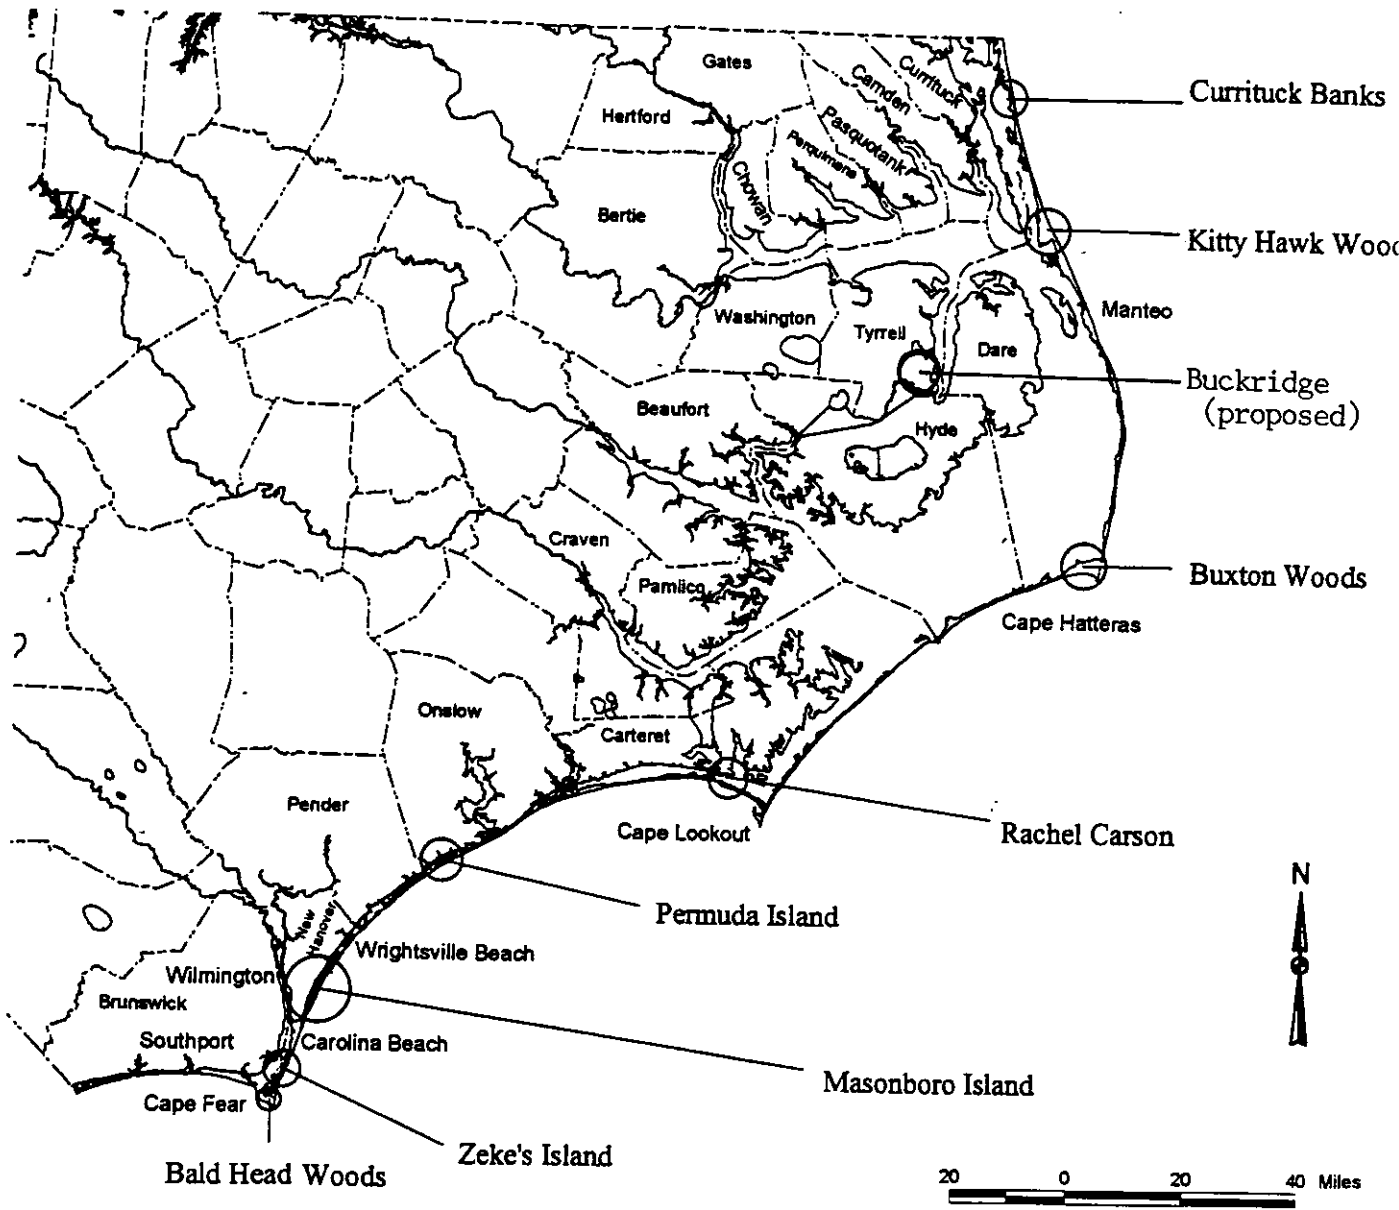 Gates
Currituck
Camden
Currituck Banks
Hertford
Pasquotank
Perquimans
Chowan
Bertie
Kitty Hawk Wood
Manteo
Washington
Tyrrell
Dare
Buckridge
(proposed)
Beaufort
Hyde
Craven
Pamlico
Buxton Woods
Cape Hatteras
Onslow
Carteret
Pender
Cape Lookout
Rachel Carson
N
Permuda Island
New
Hanover
Wrightsville Beach
Wilmington
Brunswick
Southport
Carolina Beach
Masonboro Island
Cape Fear
Zeke's Island
Bald Head Woods
20 0 20 40 Miles